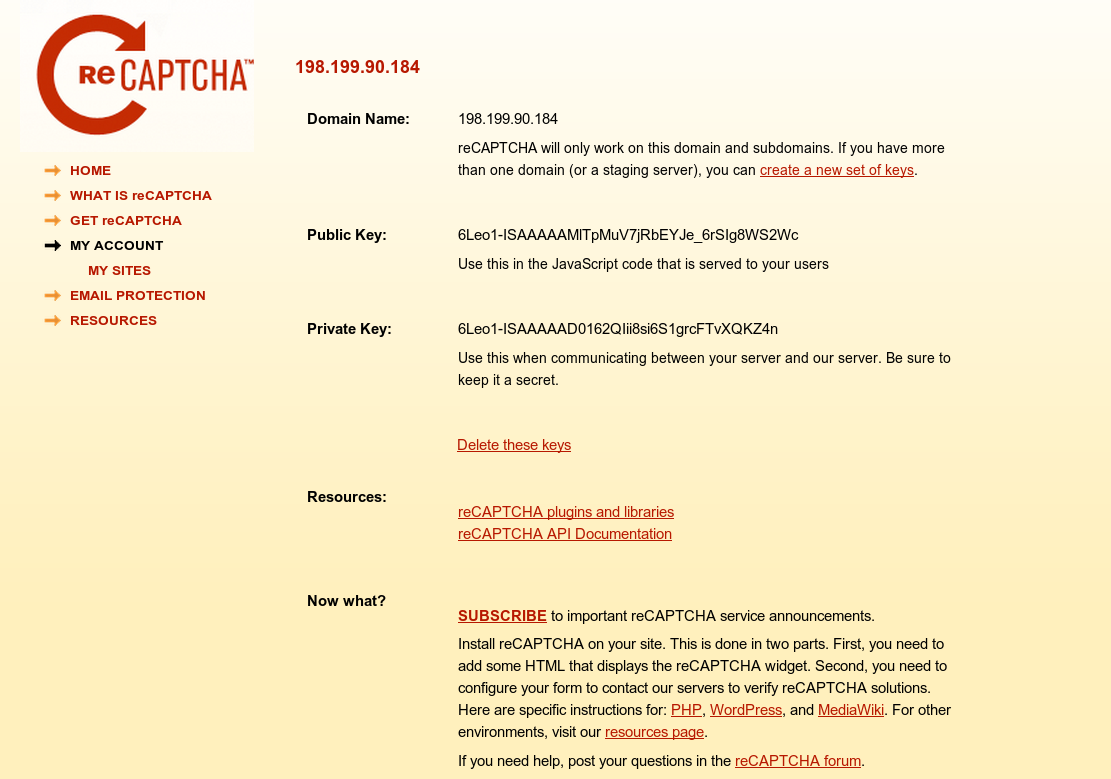 reCAPTCHA™
198.199.90.184
HOME
WHAT IS reCAPTCHA
GET reCAPTCHA
MY ACCOUNT
MY SITES
EMAIL PROTECTION
RESOURCES
Domain Name: 198.199.90.184
reCAPTCHA will only work on this domain and subdomains. If you have more
than one domain (or a staging server), you can create a new set of keys.
Public Key: 6Leo1-ISAAAAAMlTpMuV7jRbEYJe_6rSIg8WS2Wc
Use this in the JavaScript code that is served to your users
Private Key: 6Leo1-ISAAAAAD0162QIii8si6S1grcFTvXQKZ4n
Use this when communicating between your server and our server. Be sure to
keep it a secret.
Delete these keys
Resources:
reCAPTCHA plugins and libraries
reCAPTCHA API Documentation
Now what?
SUBSCRIBE to important reCAPTCHA service announcements.
Install reCAPTCHA on your site. This is done in two parts. First, you need to
add some HTML that displays the reCAPTCHA widget. Second, you need to
configure your form to contact our servers to verify reCAPTCHA solutions.
Here are specific instructions for: PHP, WordPress, and MediaWiki. For other
environments, visit our resources page.
If you need help, post your questions in the reCAPTCHA forum.